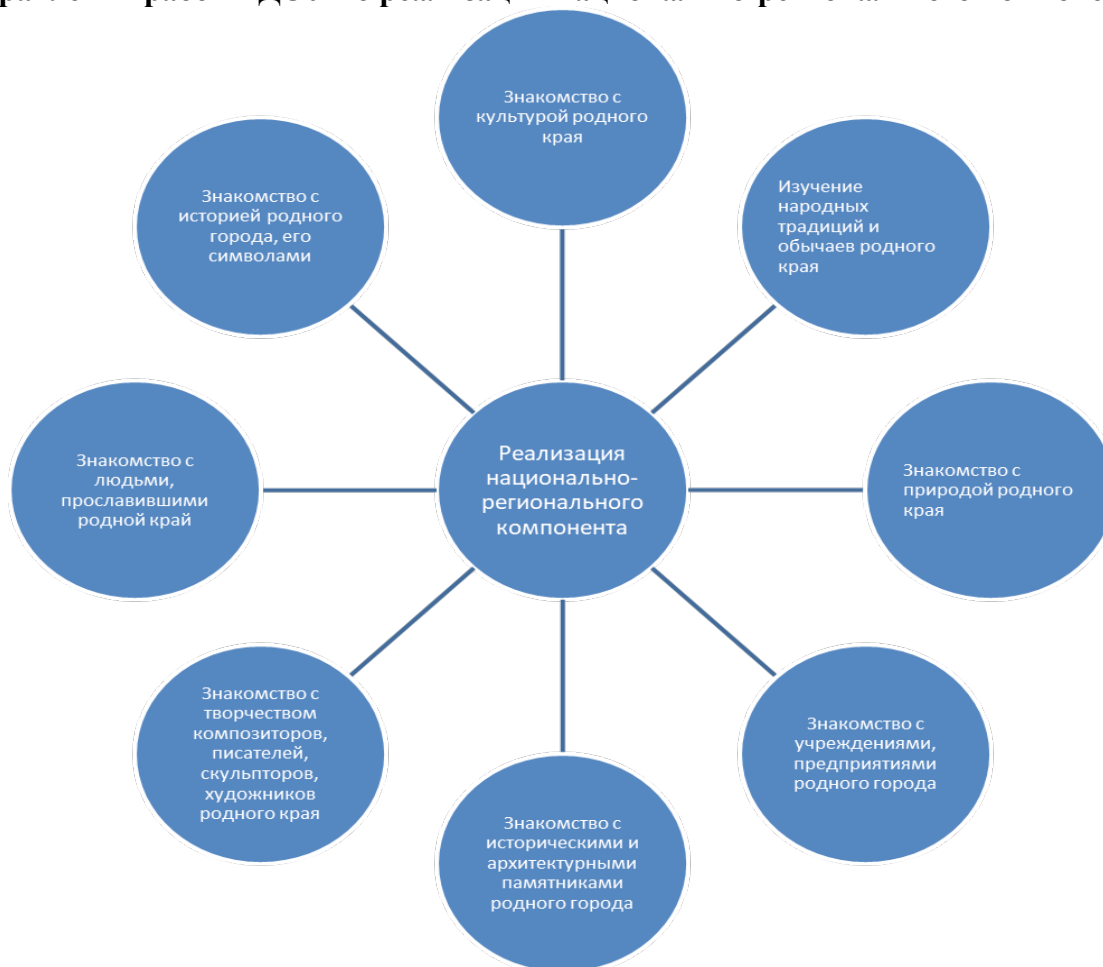 Знакомство с
культурой родного
края
Изучение
народных
традиций и
обычаев родного
края
Знакомство с
природой родного
края
Знакомство с
учреждениями,
предприятиями
родного города
Знакомство с
историческими и
архитектурными
памятниками
родного города
Знакомство с
творчеством
композиторов,
писателей,
скульпторов,
художников
родного края
Знакомство с
людьми,
прославившими
родной край
Знакомство с
историей родного
города, его
символами
Реализация
национально-
регионального
компонента